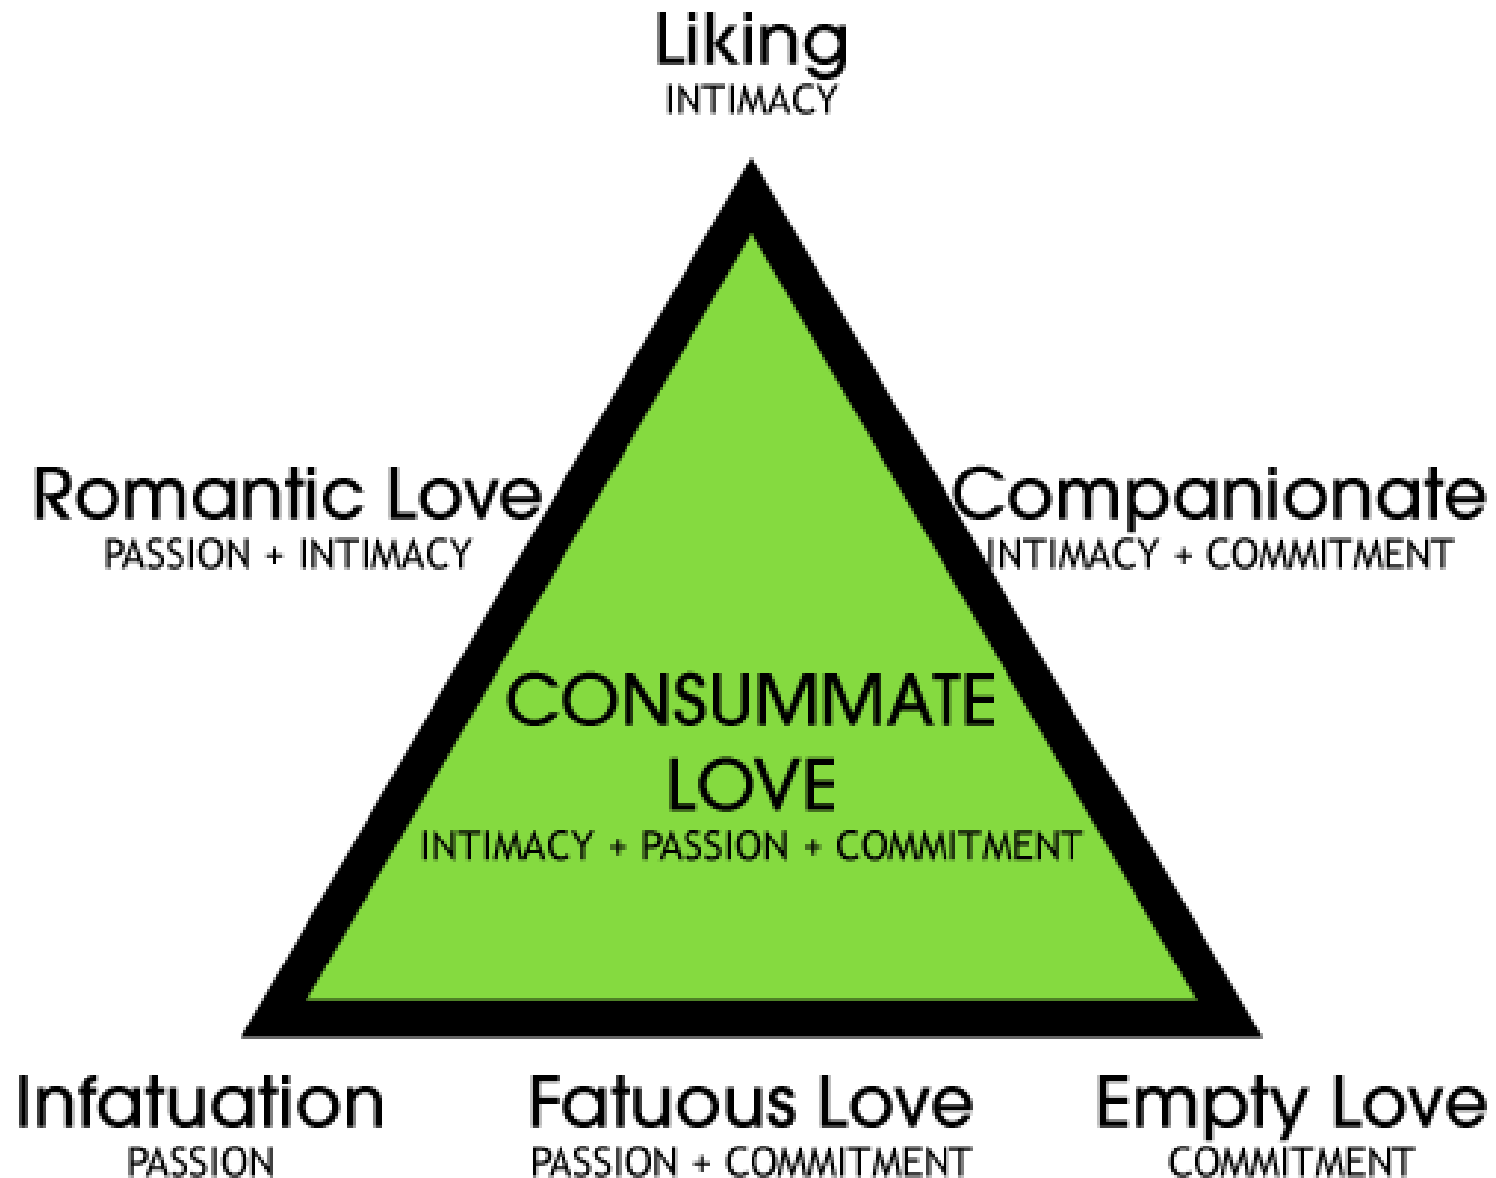 Liking
INTIMACY
Romantic Love
PASSION + INTIMACY
Companionate
INTIMACY + COMMITMENT
CONSUMMATE
LOVE
INTIMACY + PASSION + COMMITMENT
Infatuation
PASSION
Fatuous Love
PASSION + COMMITMENT
Empty Love
COMMITMENT